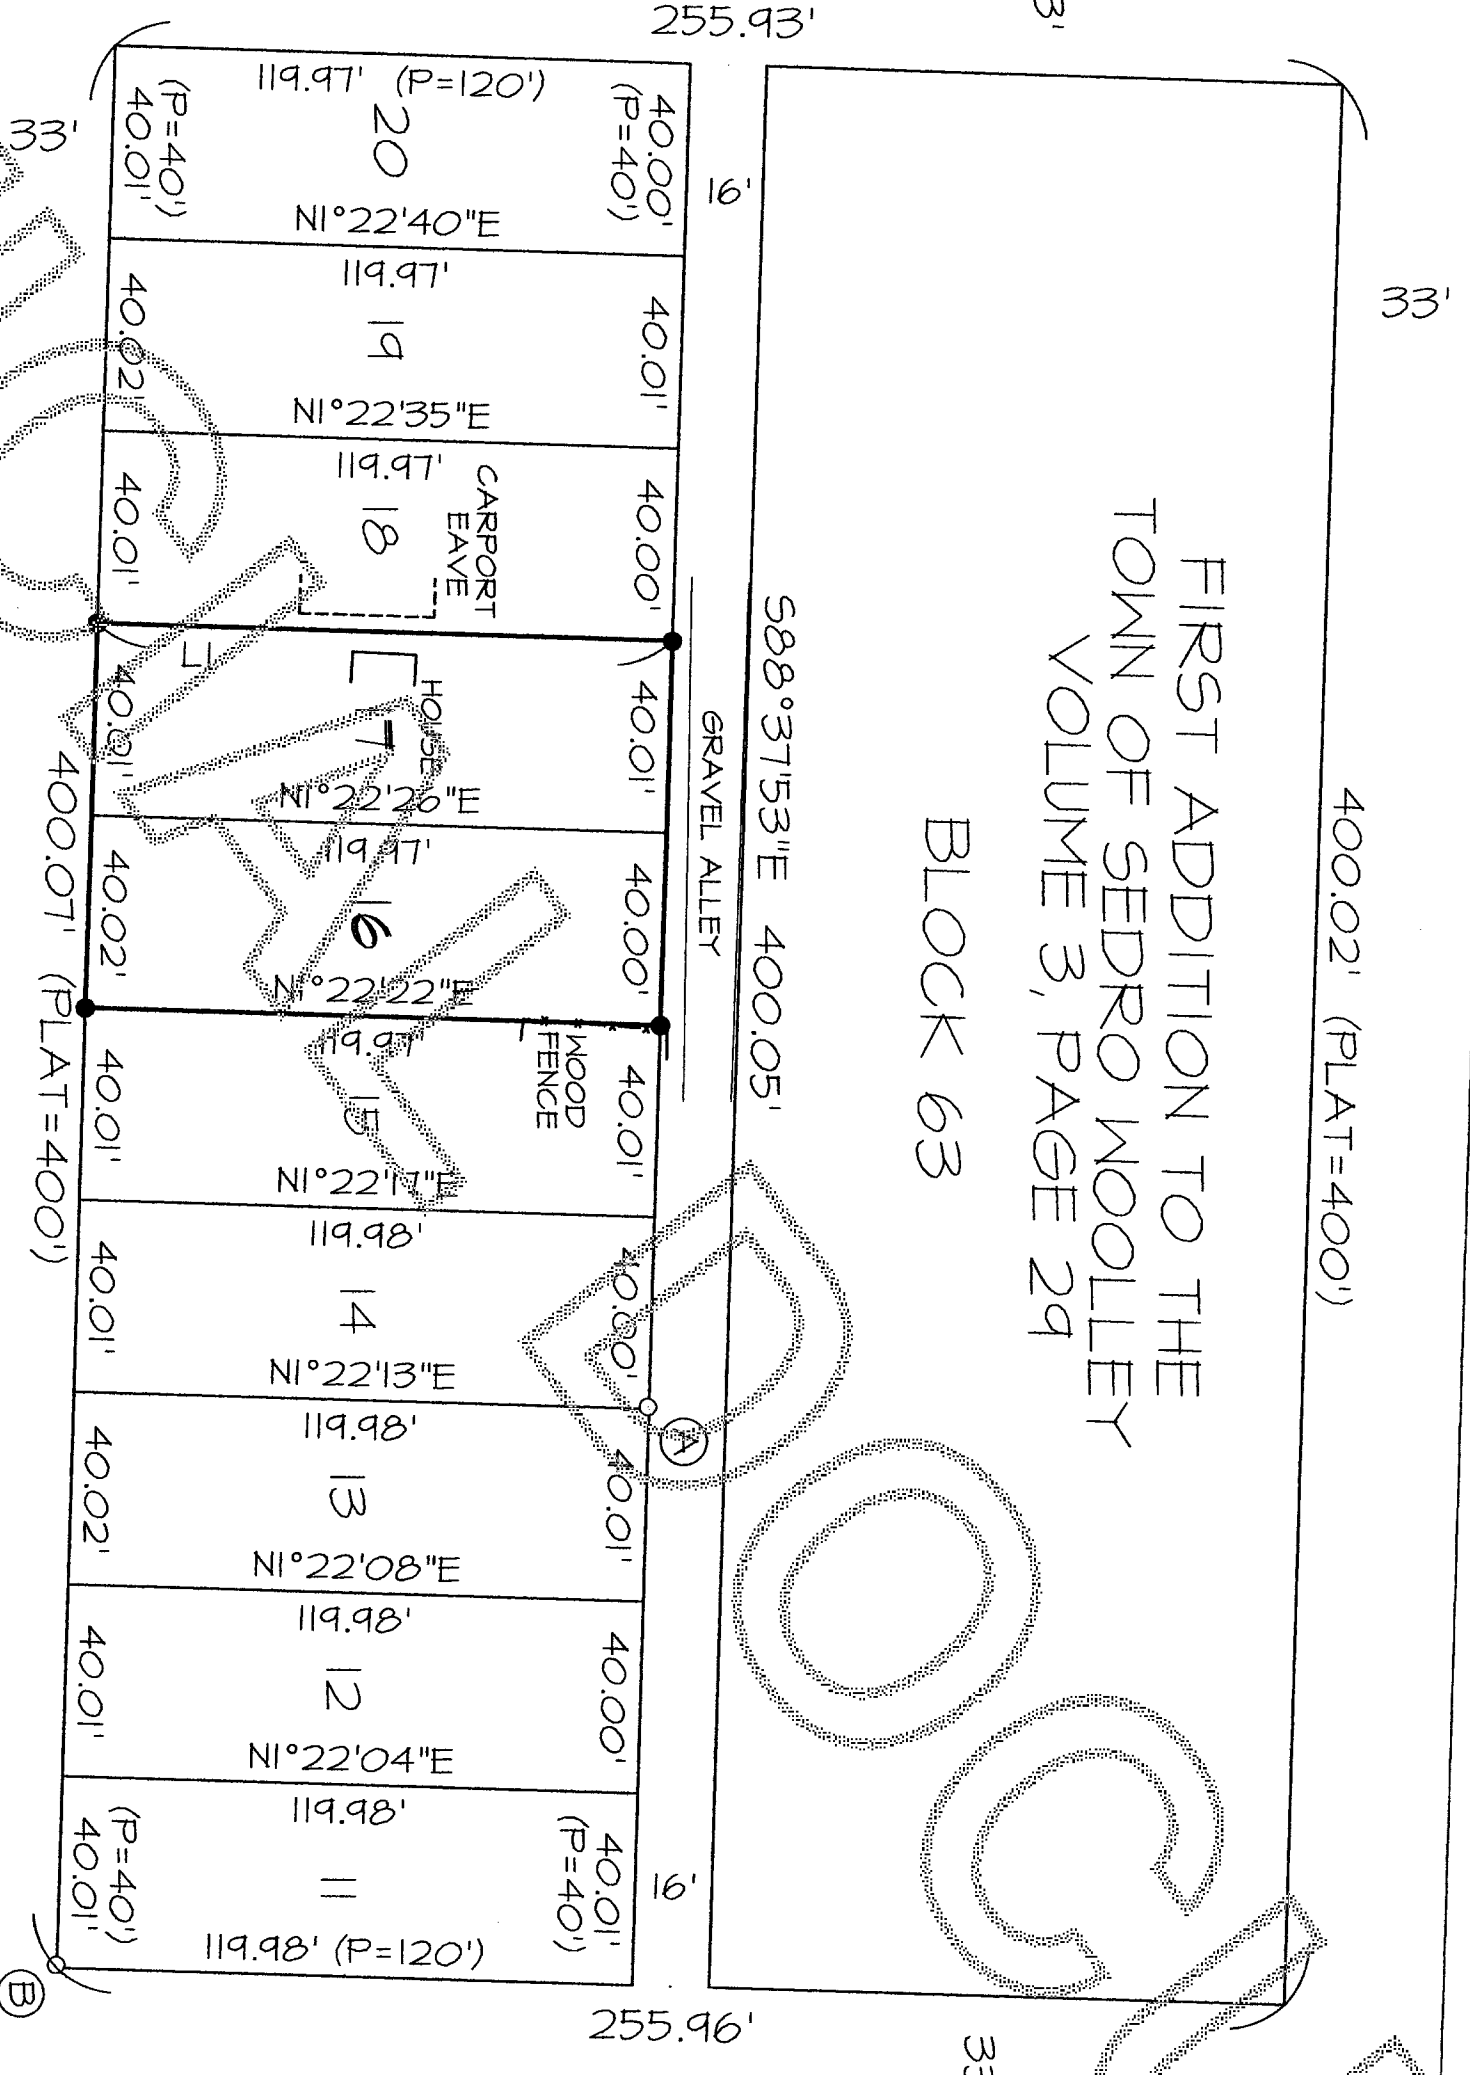 255.93'
3'
119.97' (P=120')
40.00'
(P=40')
(P=40')
40.01'
20
33'
16'
N1°22'40"E
33'
119.97'
40.02'
19
40.01'
N1°22'35"E
119.97'
40.01'
18
CARPORT
EAVE
40.00'
FIRST ADDITION TO THE
TOWN OF SEDRO WOOLLEY
VOLUME 3, PAGE 29
BLOCK 63
400.02' (PLAT=400')
S88°37'53"E 400.05'
GRAVEL ALLEY
L1
HOUSE
40.01'
17
40.01'
N1°22'26"E
400.07' (PLAT=400')
119.97'
40.02'
16
40.00'
N1°22'22"E
119.97'
WOOD
FENCE
40.01'
15
40.01'
N1°22'17"E
119.98'
40.01'
14
40.00'
N1°22'13"E
A
119.98'
40.02'
13
40.01'
N1°22'08"E
119.98'
40.01'
12
40.00'
N1°22'04"E
119.98'
(P=40')
40.01'
11
40.01'
(P=40')
16'
119.98' (P=120')
B
255.96'
33